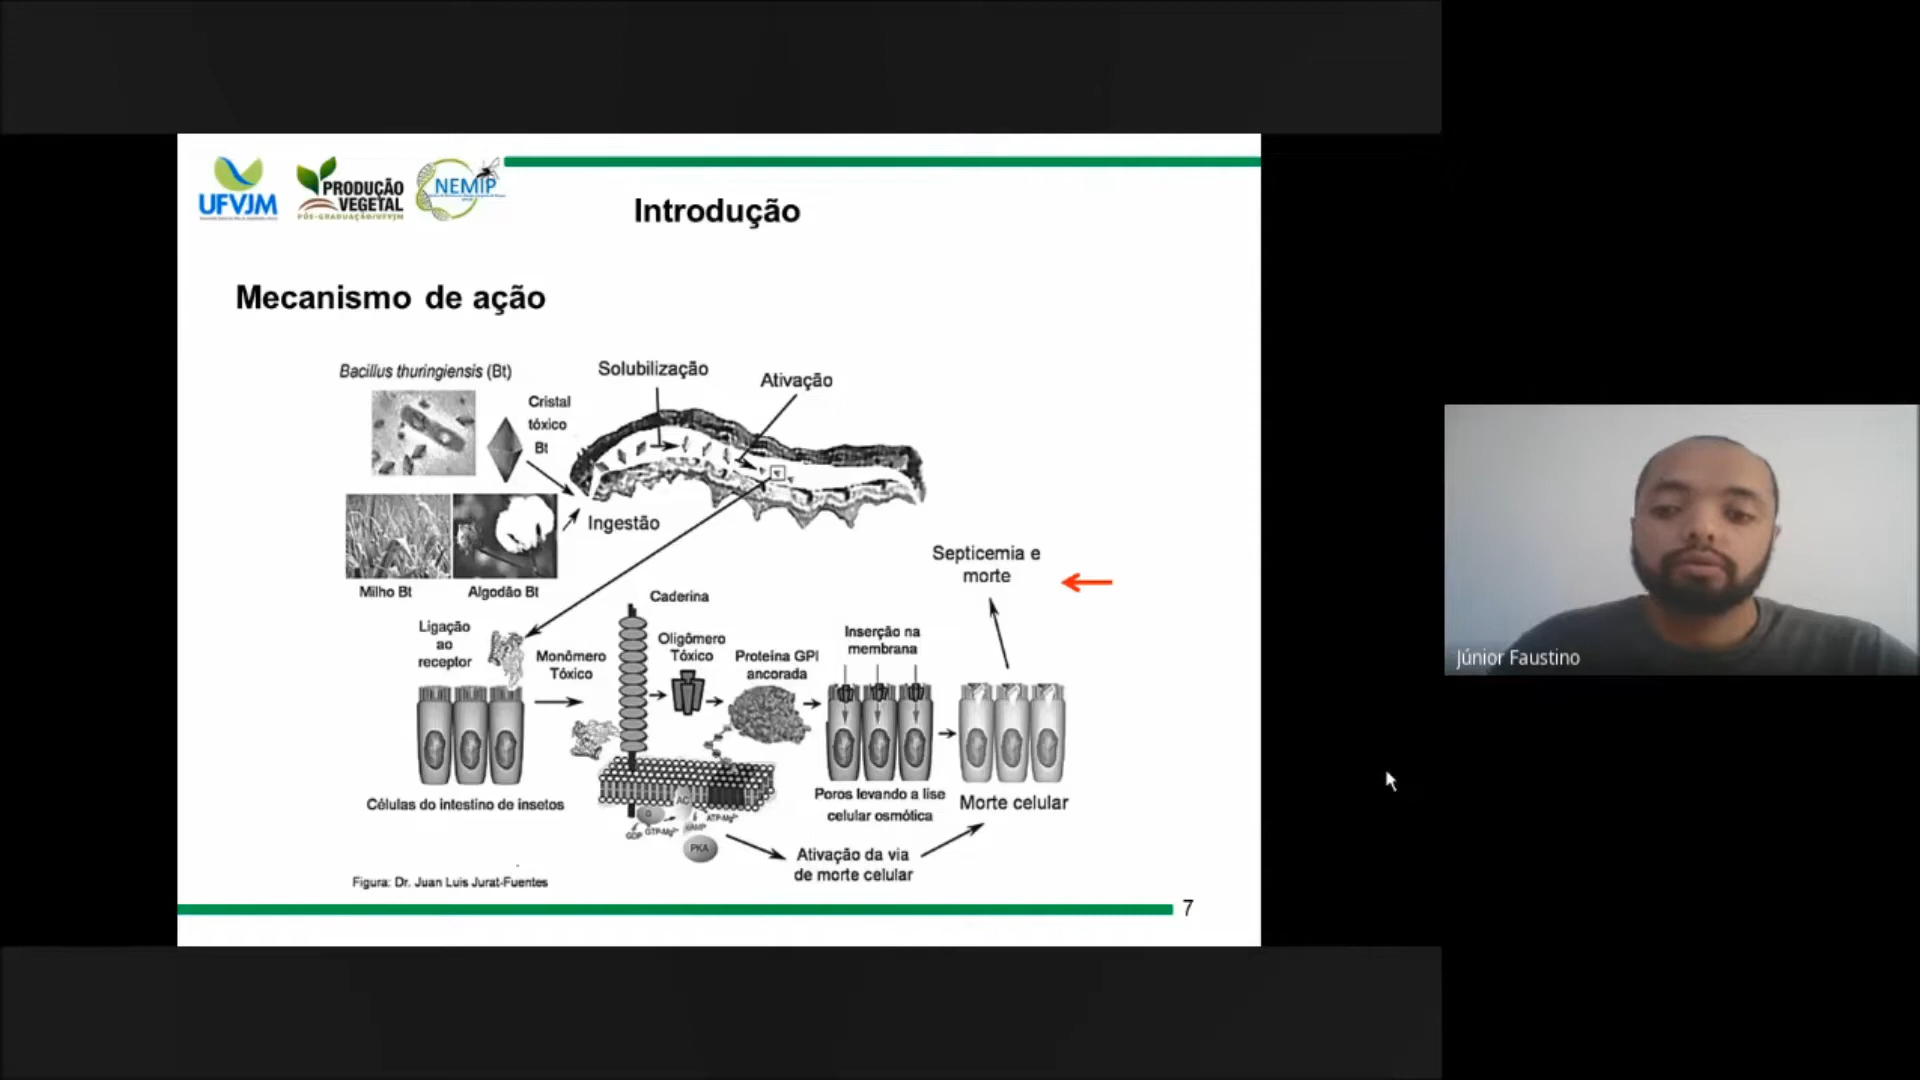 UFVJM
PRODUÇÃO
VEGETAL
PÓS-GRADUAÇÃO/UFVJM
NEMIP
Introdução
Mecanismo de ação
Bacillus thuringiensis (Bt)
Cristal
tóxico
Bt
Solubilização
Ativação
Ingestão
Milho Bt
Algodão Bt
Septicemia e
morte
Ligação
ao
receptor
Monômero
Tóxico
Caderina
Oligômero
Tóxico
Proteína GPI
ancorada
Inserção na
membrana
Células do intestino de insetos
AC
G
GDP
GTP-Mg²⁺
cAMP
ATP-Mg²⁺
PKA
Poros levando a lise
celular osmótica
Morte celular
Ativação da via
de morte celular
Figura: Dr. Juan Luis Jurat-Fuentes
7
Júnior Faustino